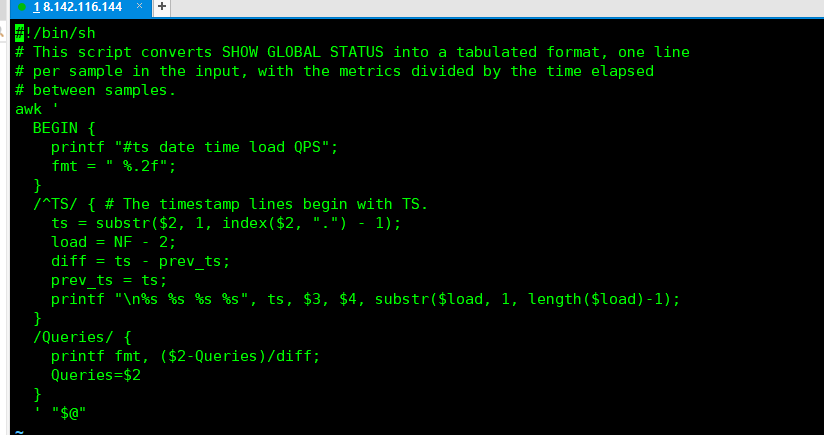 1 8.142.116.144 × +
#!/bin/sh
# This script converts SHOW GLOBAL STATUS into a tabulated format, one line
# per sample in the input, with the metrics divided by the time elapsed
# between samples.
awk '
  BEGIN {
    printf "#ts date time load QPS";
    fmt = " %.2f";
  }
  /^TS/ { # The timestamp lines begin with TS.
    ts = substr($2, 1, index($2, ".") - 1);
    load = NF - 2;
    diff = ts - prev_ts;
    prev_ts = ts;
    printf "\n%s %s %s %s", ts, $3, $4, substr($load, 1, length($load)-1);
  }
  /Queries/ {
    printf fmt, ($2-Queries)/diff;
    Queries=$2
  }
  ' "$@"
~